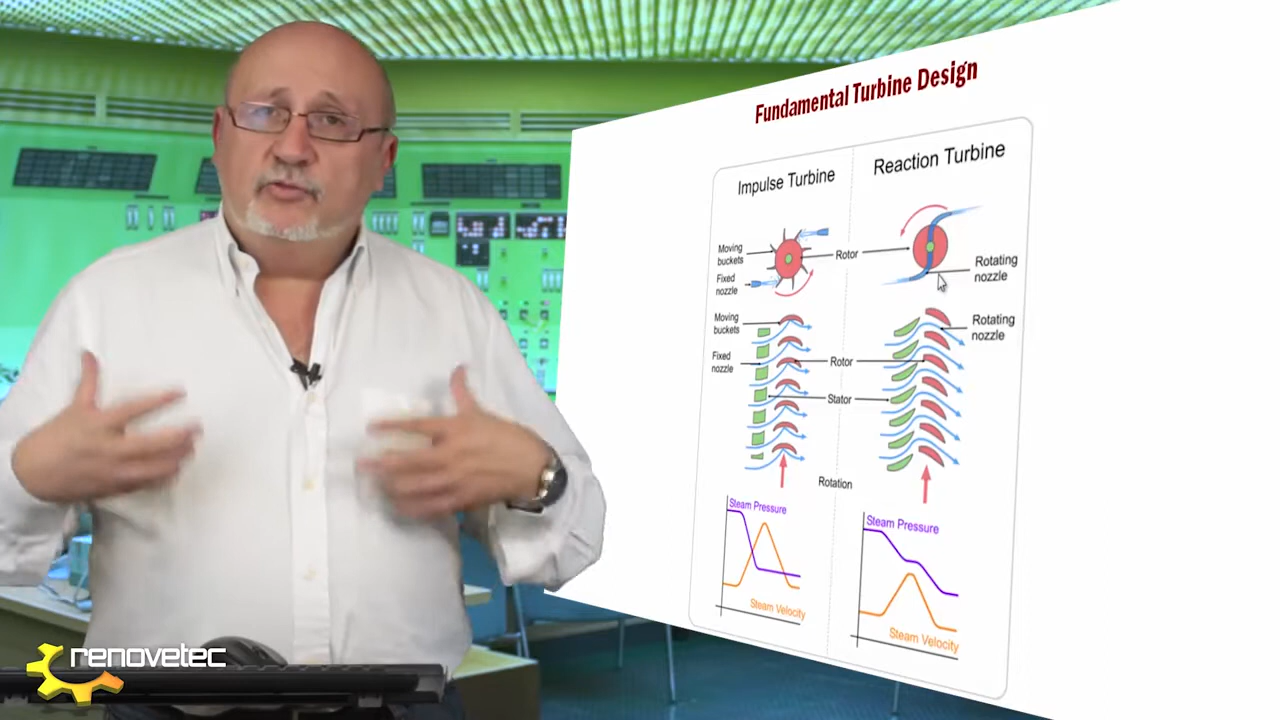 Fundamental Turbine Design
Impulse Turbine
Reaction Turbine
Moving
buckets
Fixed
nozzle
Rotor
Rotating
nozzle
Moving
buckets
Fixed
nozzle
Rotor
Stator
Rotating
nozzle
Rotation
Steam Pressure
Steam Velocity
Steam Pressure
Steam Velocity
renovetec